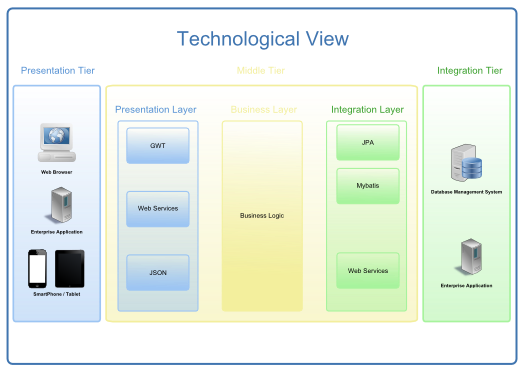 Technological View
Presentation Tier
Middle Tier
Integration Tier
Presentation Layer
Business Layer
Integration Layer
Web Browser
Enterprise Application
SmartPhone / Tablet
GWT
Web Services
JSON
Business Logic
JPA
Mybatis
Web Services
Database Management System
Enterprise Application